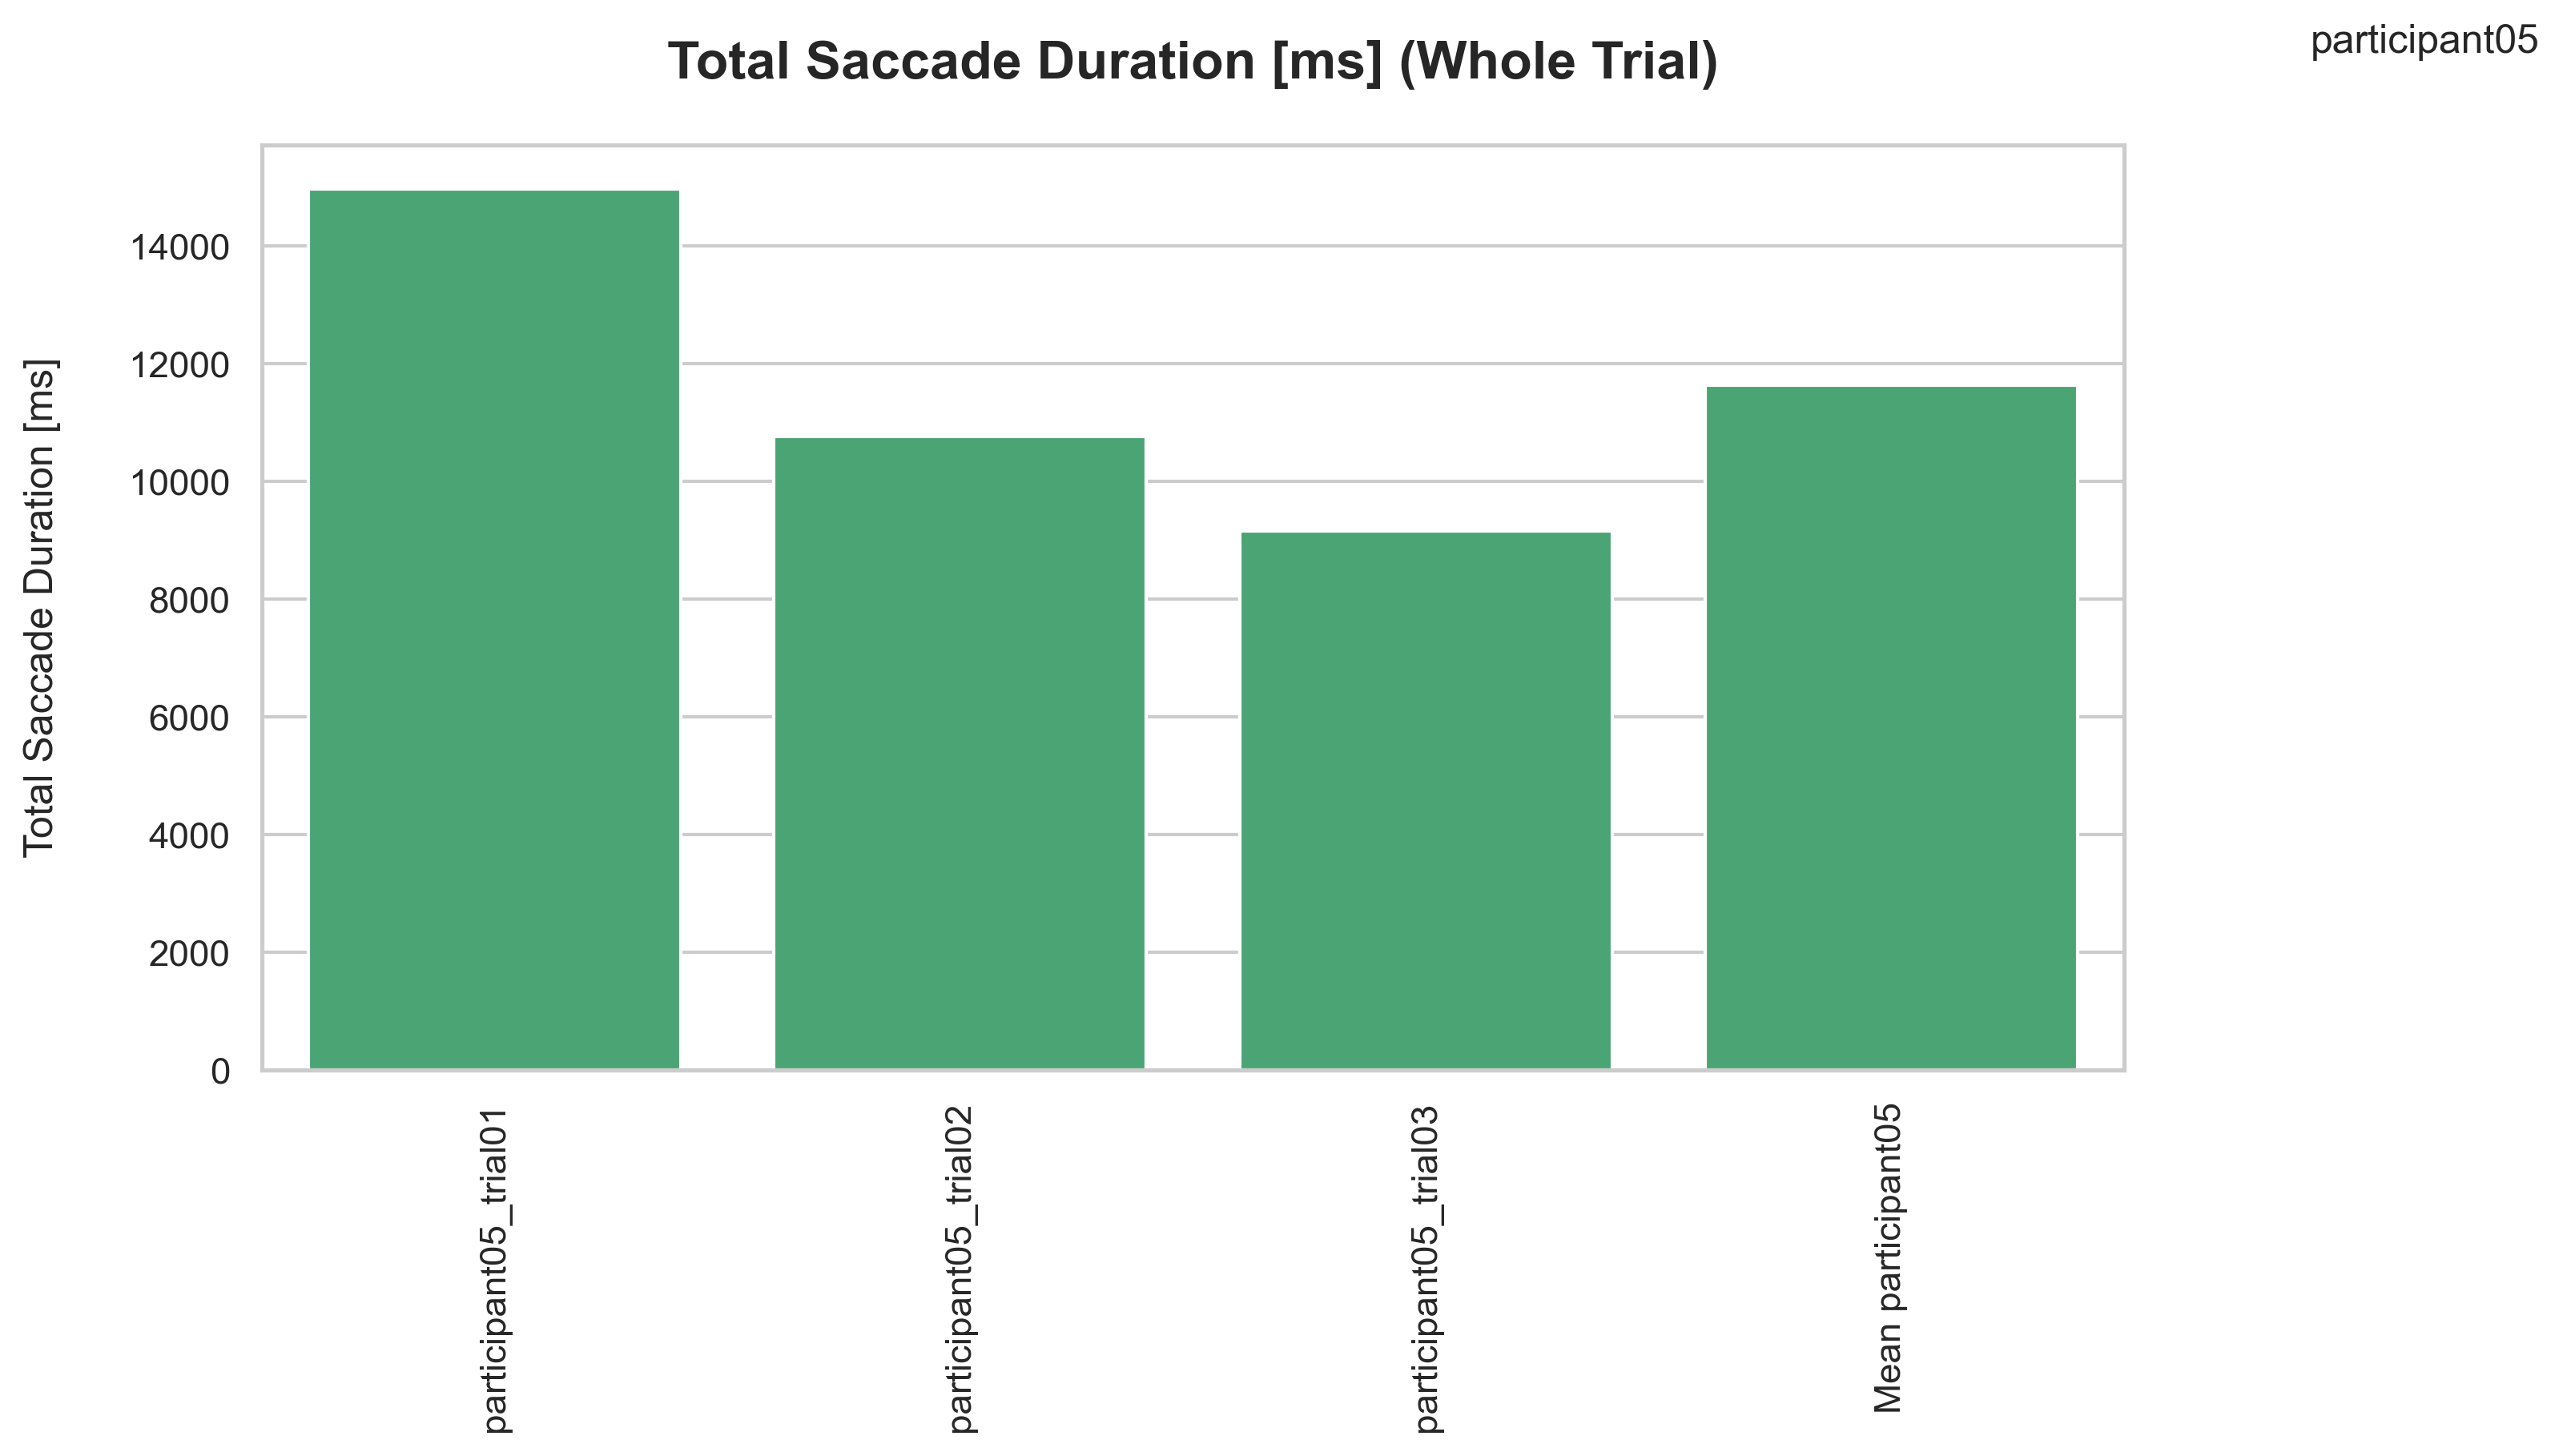 participant05
Total Saccade Duration [ms] (Whole Trial)
Total Saccade Duration [ms]
14000
12000
10000
8000
6000
4000
2000
0
participant05_trial01
participant05_trial02
participant05_trial03
Mean participant05